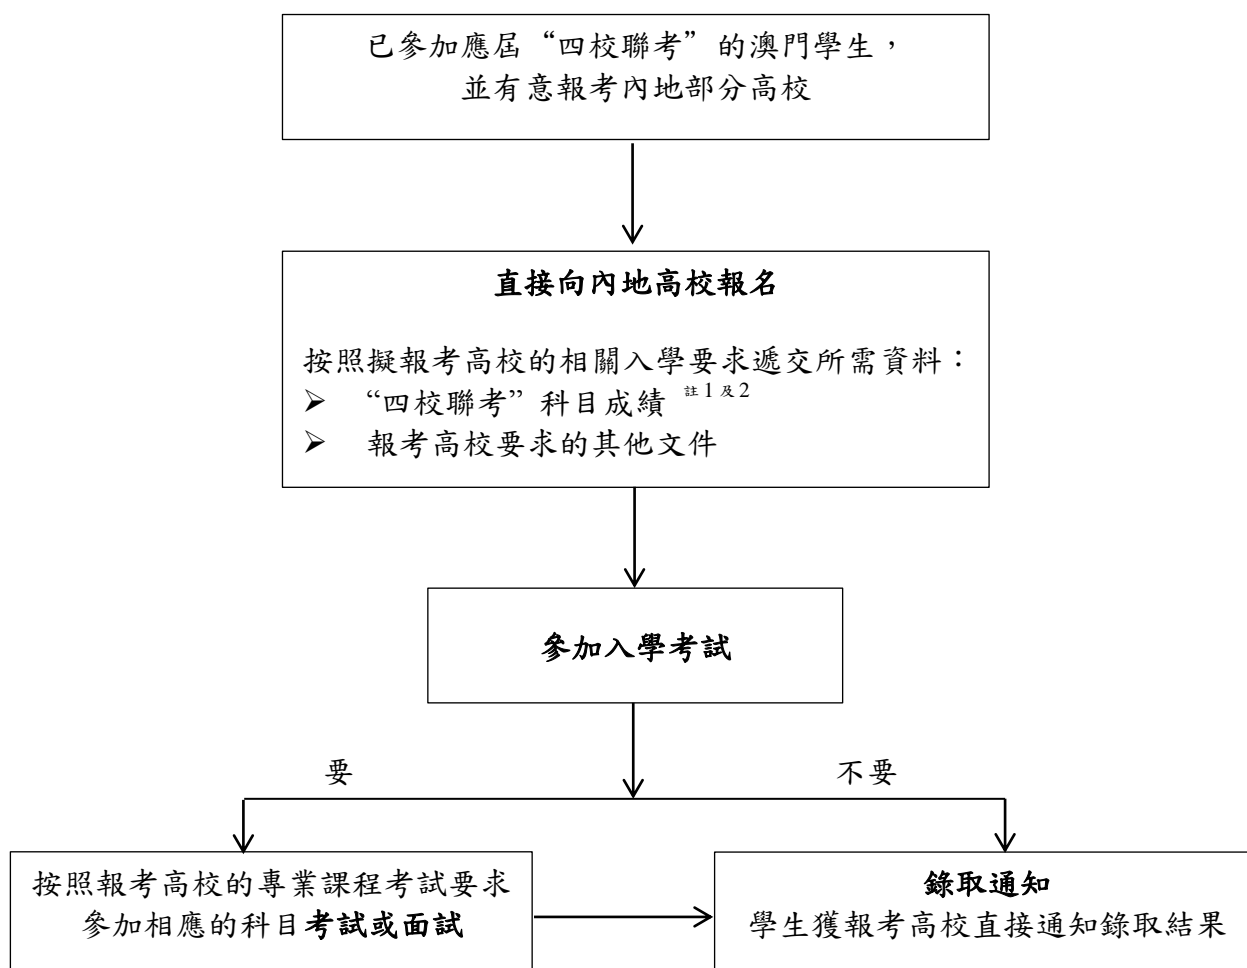 已參加應屆“四校聯考”的澳門學生，
並有意報考內地部分高校
直接向內地高校報名
按照擬報考高校的相關入學要求遞交所需資料：
➢ “四校聯考”科目成績 註1及2
➢ 報考高校要求的其他文件
參加入學考試
要
不要
按照報考高校的專業課程考試要求
參加相應的科目考試或面試
錄取通知
學生獲報考高校直接通知錄取結果